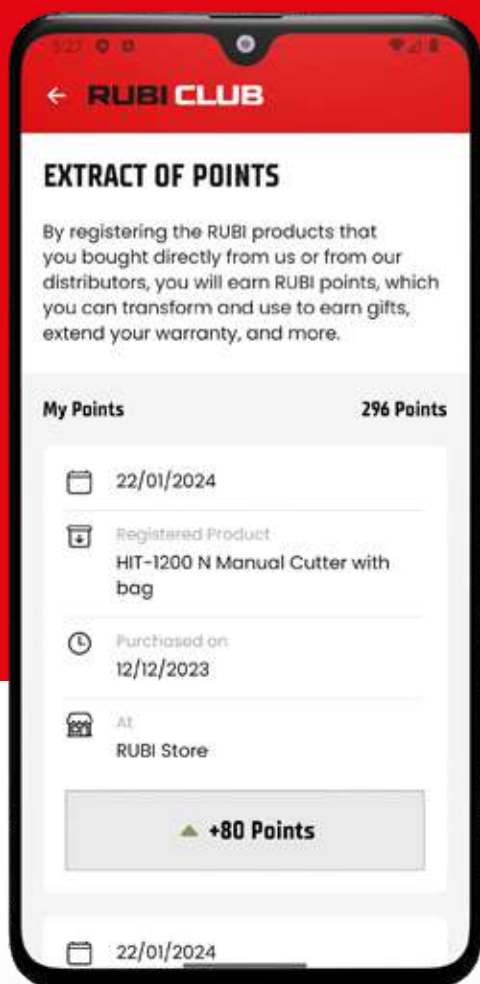 5:27
← RUBI CLUB
EXTRACT OF POINTS
By registering the RUBI products that
you bought directly from us or from our
distributors, you will earn RUBI points, which
you can transform and use to earn gifts,
extend your warranty, and more.
My Points 296 Points
22/01/2024
Registered Product
HIT-1200 N Manual Cutter with
bag
Purchased on
12/12/2023
At
RUBI Store
+80 Points
22/01/2024